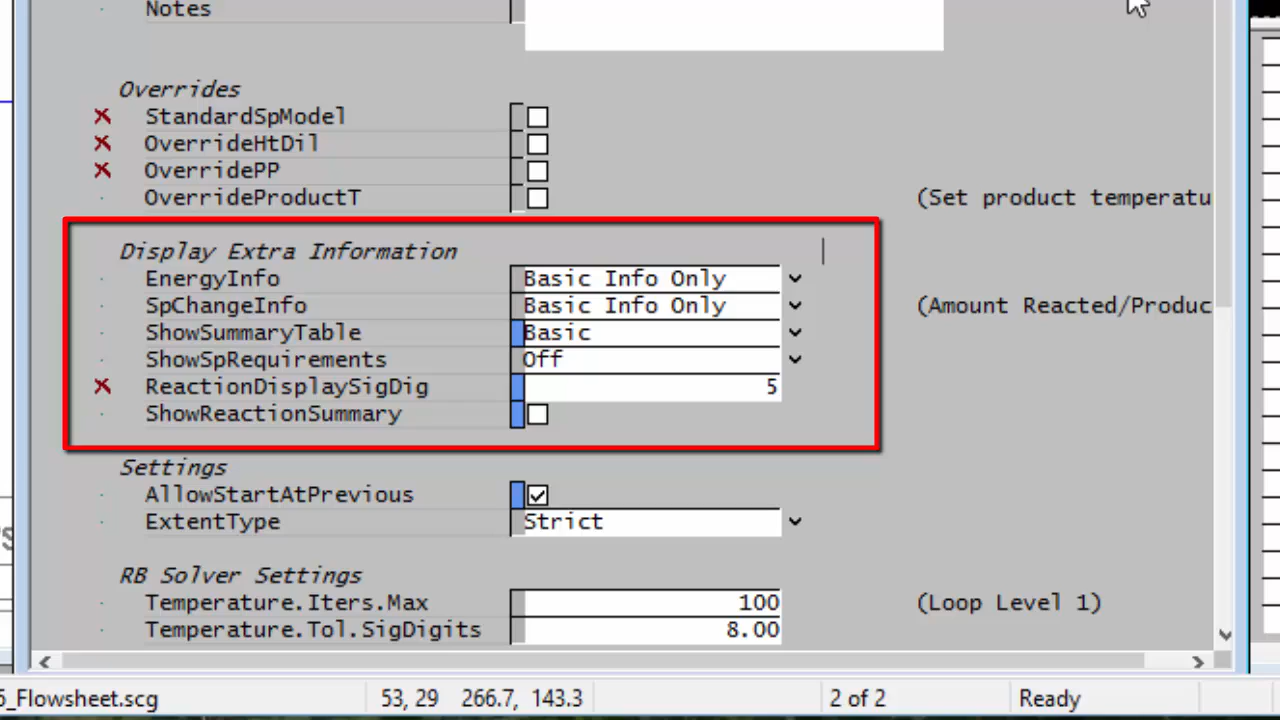 Notes
Overrides
StandardSpModel
OverrideHtDil
OverridePP
OverrideProductT (Set product temperatu
Display Extra Information
EnergyInfo Basic Info Only
SpChangeInfo Basic Info Only (Amount Reacted/Produc
ShowSummaryTable Basic
ShowSpRequirements Off
ReactionDisplaySigDig 5
ShowReactionSummary
Settings
AllowStartAtPrevious
ExtentType Strict
RB Solver Settings
Temperature.Iters.Max 100 (Loop Level 1)
Temperature.Tol.SigDigits 8.00
_Flowsheet.scg 53, 29 266.7, 143.3 2 of 2 Ready